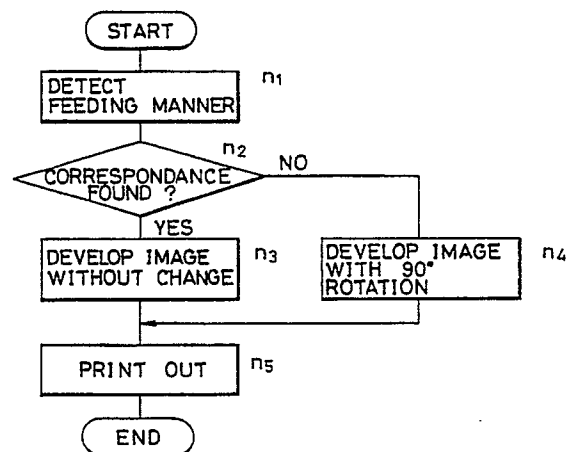 START
DETECT
FEEDING MANNER
n1
n2
CORRESPONDANCE
FOUND ?
NO
YES
DEVELOP IMAGE
WITHOUT CHANGE
n3
DEVELOP IMAGE
WITH 90°
ROTATION
n4
PRINT OUT
n5
END